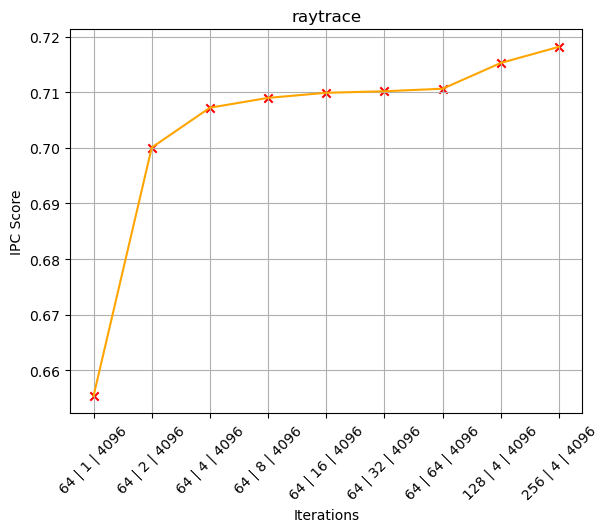 raytrace
IPC Score
0.72
0.71
0.70
0.69
0.68
0.67
0.66
64 | 1 | 4096
64 | 2 | 4096
64 | 4 | 4096
64 | 8 | 4096
64 | 16 | 4096
64 | 32 | 4096
64 | 64 | 4096
128 | 4 | 4096
256 | 4 | 4096
Iterations